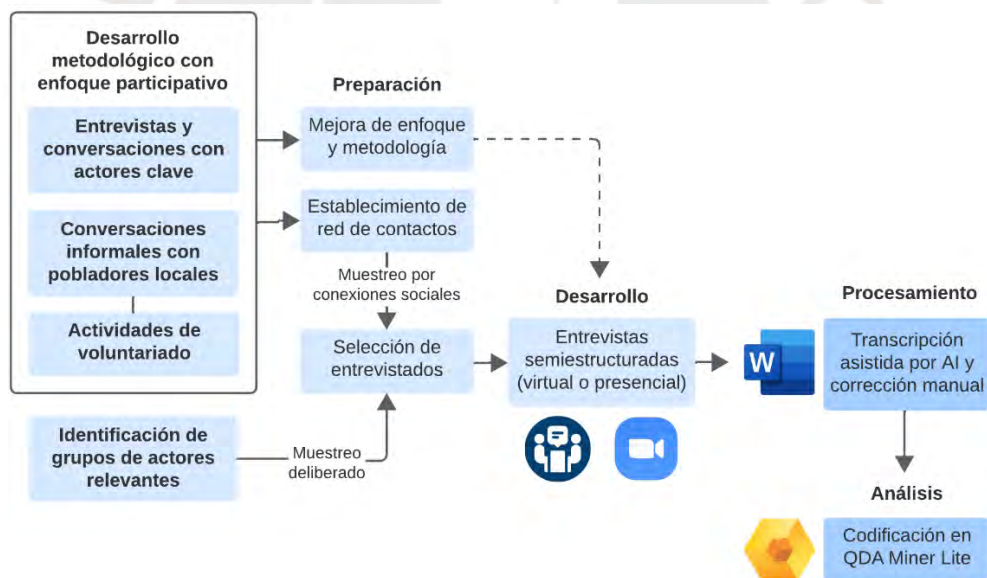 Desarrollo
metodológico con
enfoque participativo
Entrevistas y
conversaciones con
actores clave
Conversaciones
informales con
pobladores locales
Actividades de
voluntariado
Identificación de
grupos de actores
relevantes
Preparación
Mejora de enfoque
y metodología
Establecimiento de
red de contactos
Muestreo por
conexiones sociales
Selección de
entrevistados
Muestreo
deliberado
Desarrollo
Entrevistas
semiestructuradas
(virtual o presencial)
Procesamiento
W
Transcripción
asistida por AI y
corrección manual
Análisis
Codificación en
QDA Miner Lite